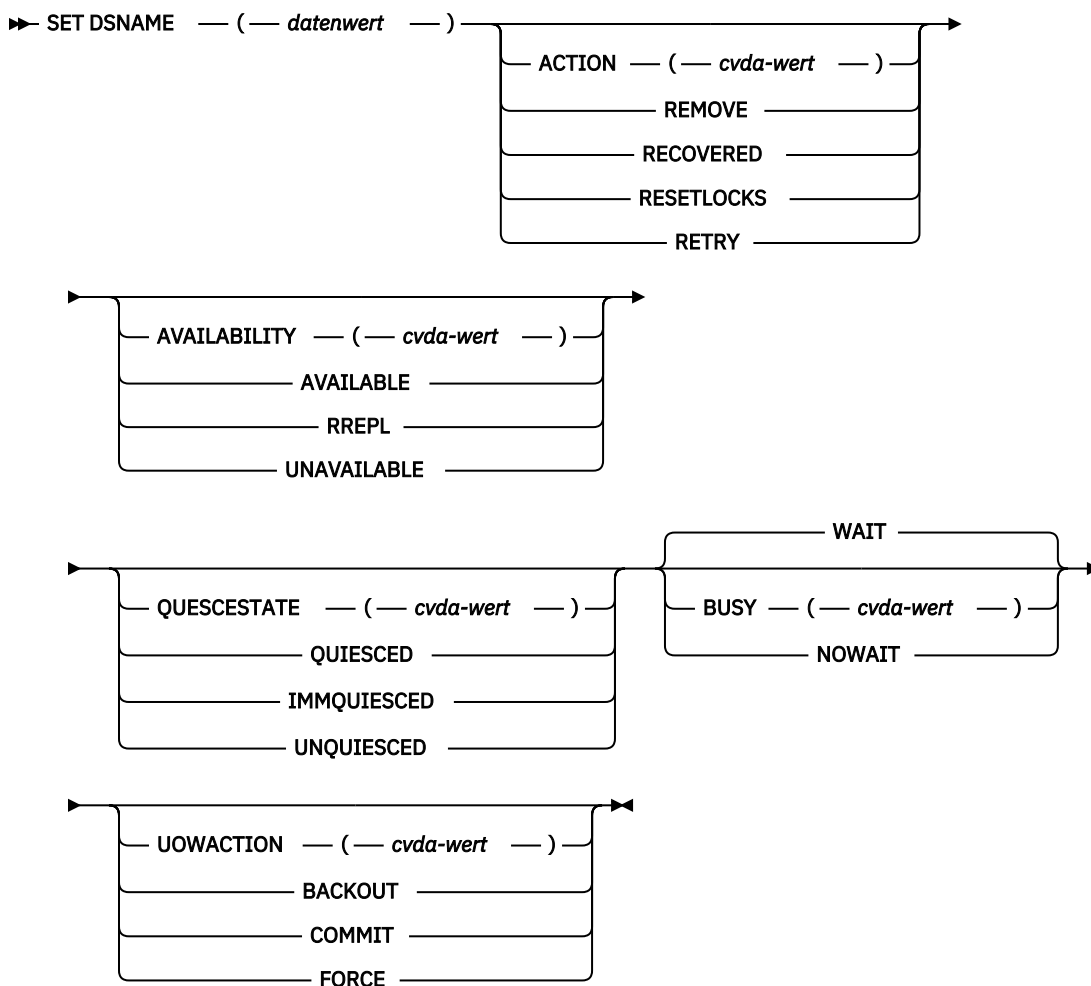 SET DSNAME ( datenwert )
ACTION ( cvda-wert )
REMOVE
RECOVERED
RESETLOCKS
RETRY
AVAILABILITY ( cvda-wert )
AVAILABLE
RREPL
UNAVAILABLE
WAIT
QUESCESTATE ( cvda-wert )
BUSY ( cvda-wert )
QUIESCED
NOWAIT
IMMQUIESCED
UNQUIESCED
UOWACTION ( cvda-wert )
BACKOUT
COMMIT
FORCE